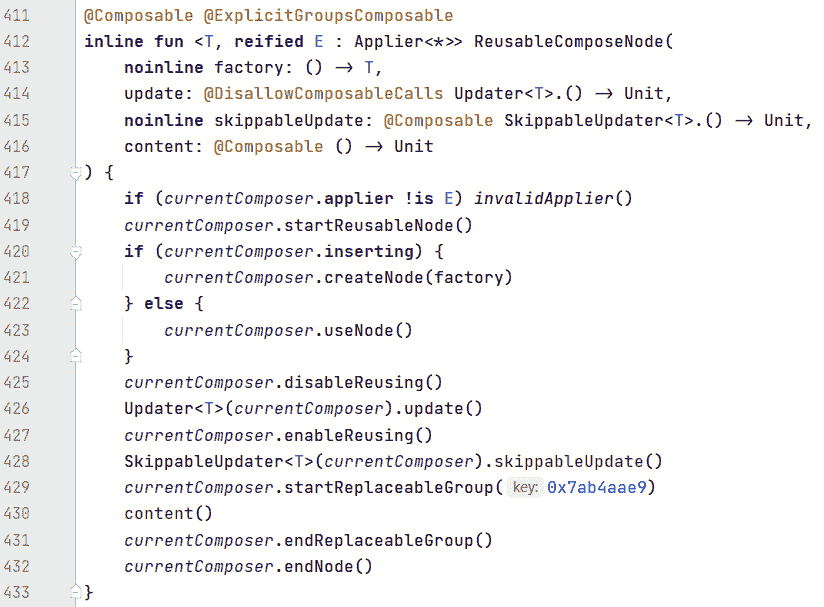 411 @Composable @ExplicitGroupsComposable
412 inline fun <T, reified E : Applier<*>> ReusableComposeNode(
413     noinline factory: () → T,
414     update: @DisallowComposableCalls Updater<T>.() → Unit,
415     noinline skippableUpdate: @Composable SkippableUpdater<T>.() → Unit,
416     content: @Composable () → Unit
417 ) {
418     if (currentComposer.applier !is E) invalidApplier()
419     currentComposer.startReusableNode()
420     if (currentComposer.inserting) {
421         currentComposer.createNode(factory)
422     } else {
423         currentComposer.useNode()
424     }
425     currentComposer.disableReusing()
426     Updater<T>(currentComposer).update()
427     currentComposer.enableReusing()
428     SkippableUpdater<T>(currentComposer).skippableUpdate()
429     currentComposer.startReplaceableGroup( key: 0x7ab4aae9)
430     content()
431     currentComposer.endReplaceableGroup()
432     currentComposer.endNode()
433 }